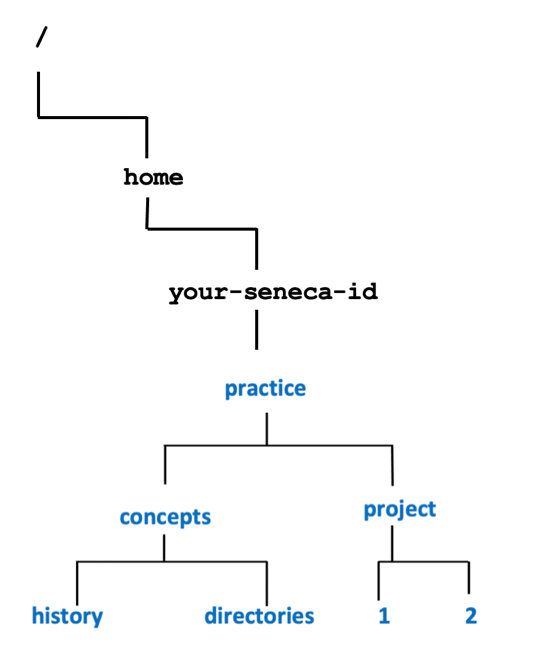 /
home
your-seneca-id
practice
concepts
project
history
directories
1
2